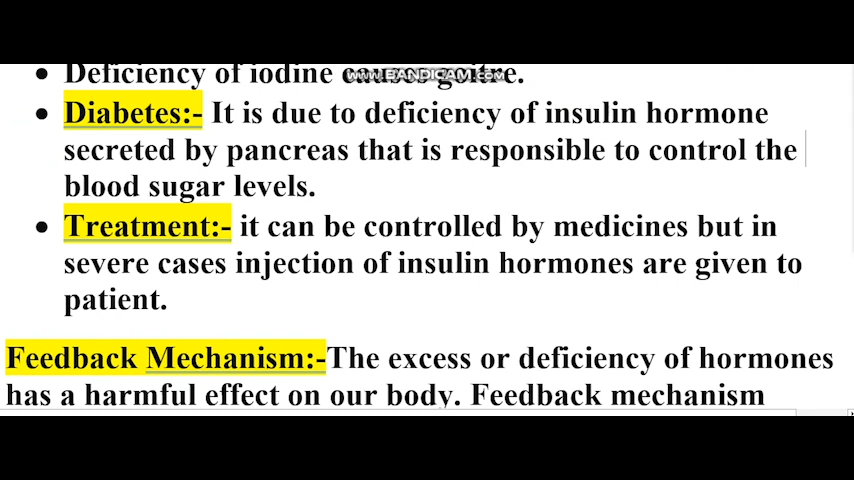 • Deficiency of iodine causes goitre.
www.BANDICAM.com
• Diabetes:- It is due to deficiency of insulin hormone
secreted by pancreas that is responsible to control the
blood sugar levels.
• Treatment:- it can be controlled by medicines but in
severe cases injection of insulin hormones are given to
patient.
Feedback Mechanism:-The excess or deficiency of hormones
has a harmful effect on our body. Feedback mechanism